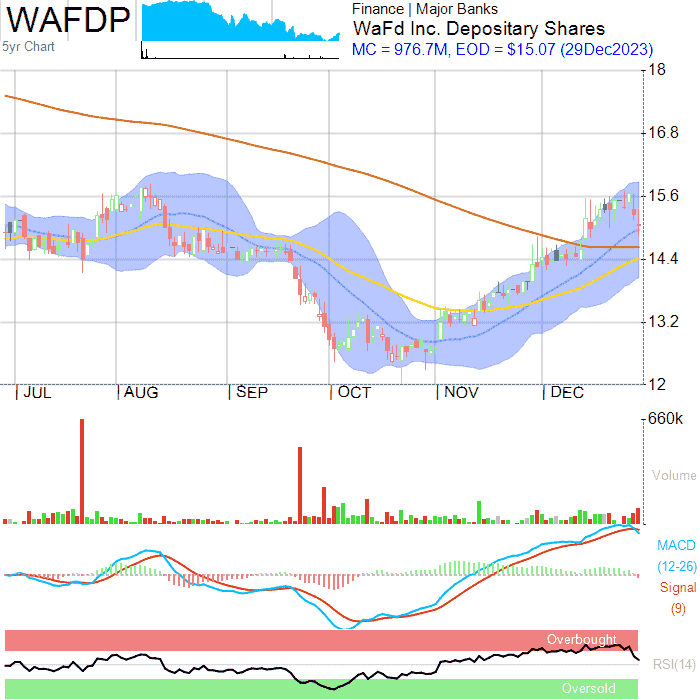 WAFDP
5yr Chart
Finance | Major Banks
WaFd Inc. Depositary Shares
MC = 976.7M, EOD = $15.07 (29Dec2023)
18
16.8
15.6
14.4
13.2
12
|JUL |AUG |SEP |OCT |NOV |DEC
660k
Volume
MACD
(12-26)
Signal
(9)
Overbought
RSI(14)
Oversold